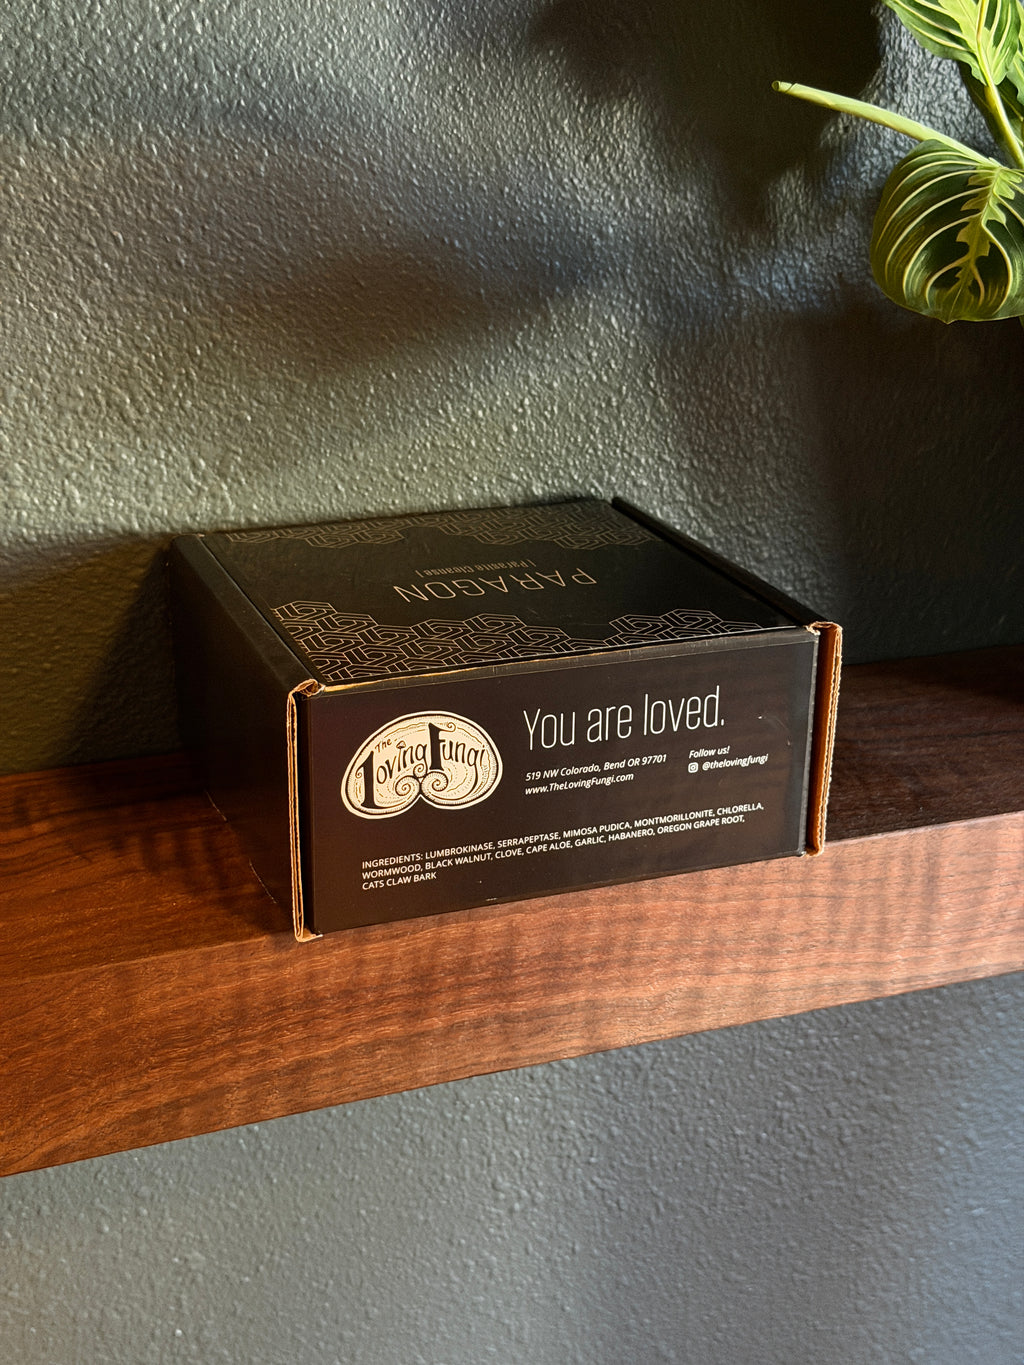 PARAGON
| Parasite Cleanse |
The
Loving Fungi
You are loved.
519 NW Colorado, Bend OR 97701
www.TheLovingFungi.com
Follow us!
@thelovingfungi
INGREDIENTS: LUMBROKINASE, SERRAPEPTASE, MIMOSA PUDICA, MONTMORILLONITE, CHLORELLA,
WORMWOOD, BLACK WALNUT, CLOVE, CAPE ALOE, GARLIC, HABANERO, OREGON GRAPE ROOT,
CATS CLAW BARK